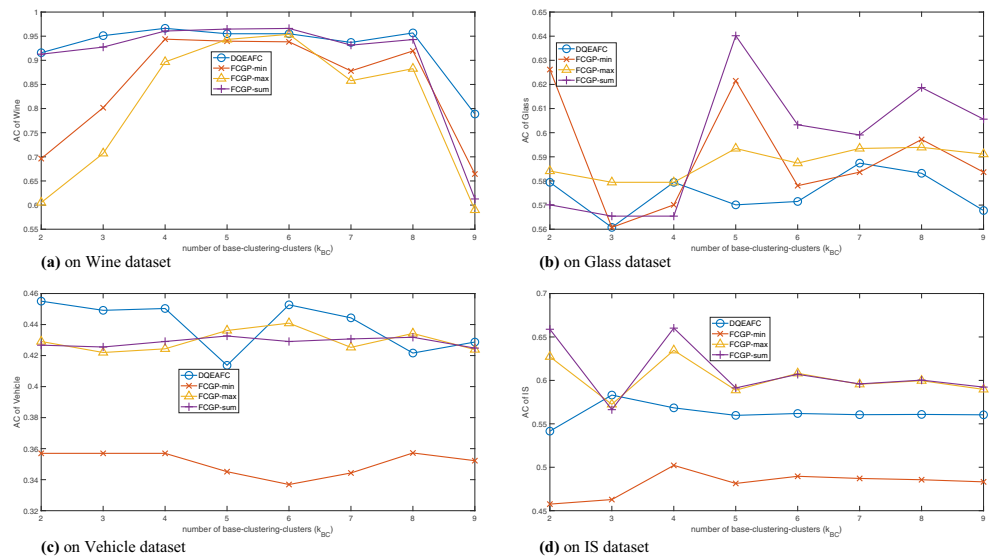 AC of Wine
1
0.95
0.9
0.85
0.8
0.75
0.7
0.65
0.6
0.55
DQEAFC
FCGP-min
FCGP-max
FCGP-sum
2 3 4 5 6 7 8 9
number of base-clustering-clusters (kBC)
(a) on Wine dataset
AC of Glass
0.65
0.64
0.63
0.62
0.61
0.6
0.59
0.58
0.57
0.56
DQEAFC
FCGP-min
FCGP-max
FCGP-sum
2 3 4 5 6 7 8 9
number of base-clustering-clusters (kBC)
(b) on Glass dataset
AC of Vehicle
0.46
0.44
0.42
0.4
0.38
0.36
0.34
0.32
DQEAFC
FCGP-min
FCGP-max
FCGP-sum
2 3 4 5 6 7 8 9
number of base-clustering-clusters (kBC)
(c) on Vehicle dataset
AC of IS
0.7
0.65
0.6
0.55
0.5
0.45
DQEAFC
FCGP-min
FCGP-max
FCGP-sum
2 3 4 5 6 7 8 9
number of base-clustering-clusters (kBC)
(d) on IS dataset